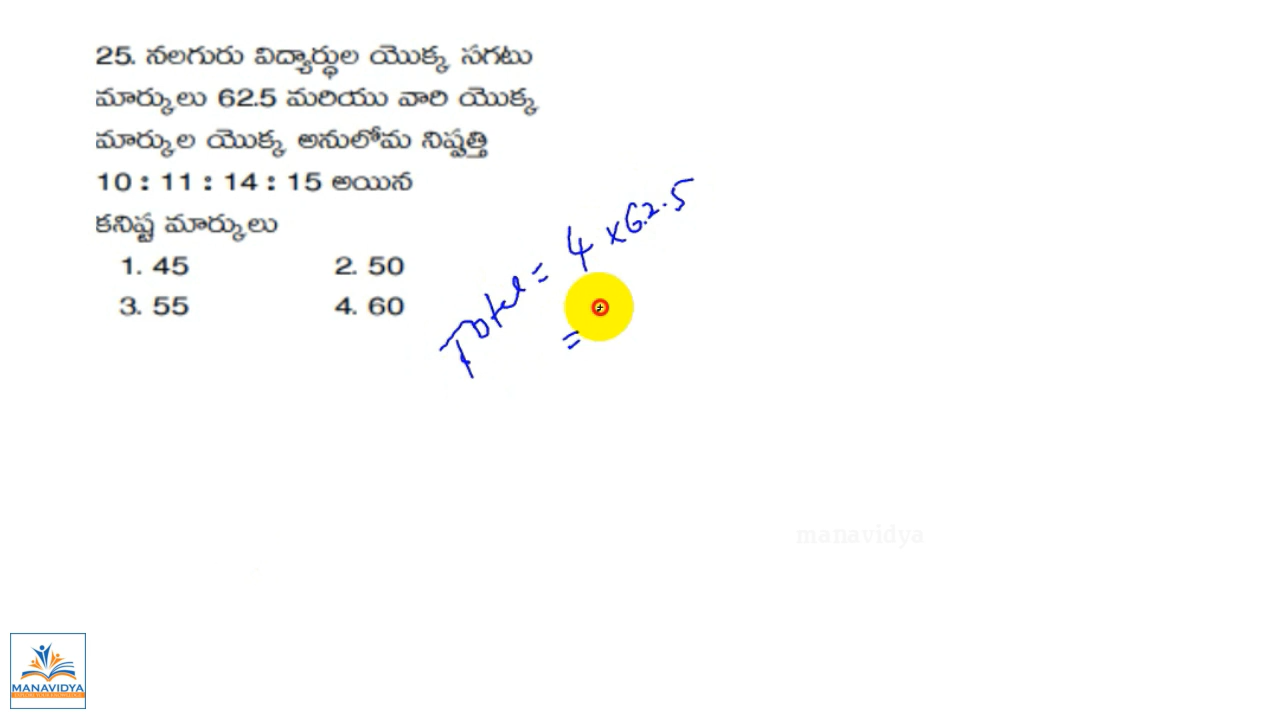 25. నలుగురు విద్యార్థుల యొక్క సగటు
మార్కులు 62.5 మరియు వారి యొక్క
మార్కుల యొక్క అనులోమ నిష్పత్తి
10 : 11 : 14 : 15 అయిన
కనిష్ట మార్కులు
1. 45 2. 50
3. 55 4. 60
Total = 4 × 62.5
=
manavidya
MANAVIDYA